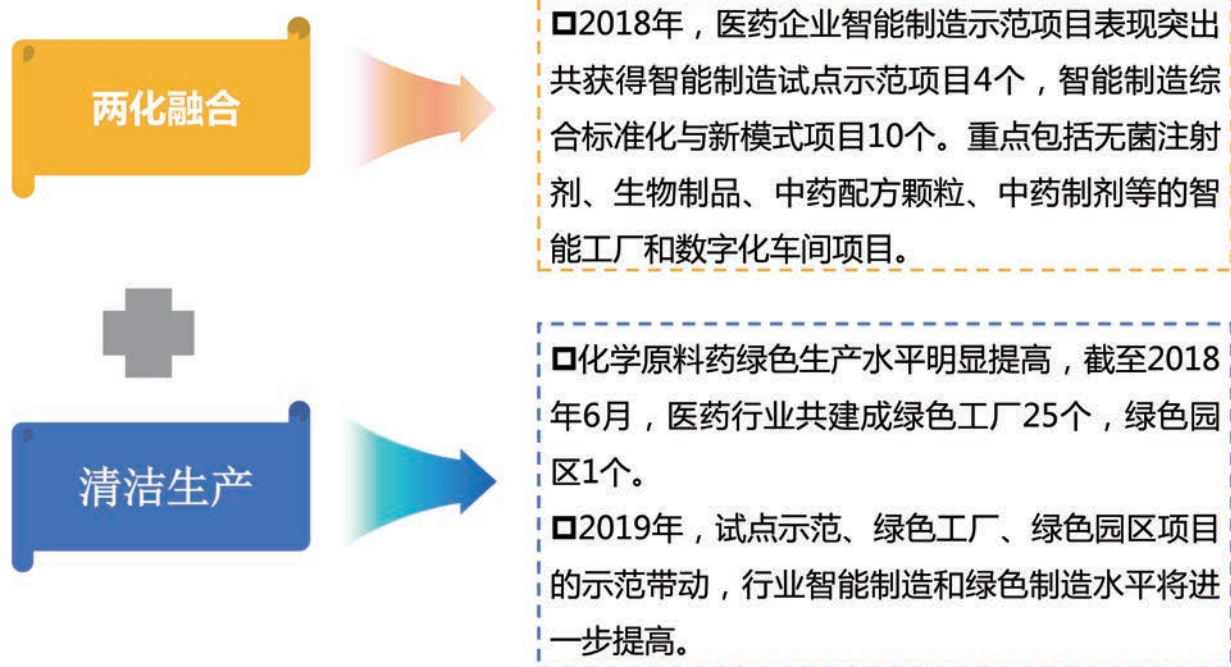 两化融合
□2018年，医药企业智能制造示范项目表现突出
共获得智能制造试点示范项目4个，智能制造综
合标准化与新模式项目10个。重点包括无菌注射
剂、生物制品、中药配方颗粒、中药制剂等的智
能工厂和数字化车间项目。
清洁生产
□化学原料药绿色生产水平明显提高，截至2018
年6月，医药行业共建成绿色工厂25个，绿色园
区1个。
□2019年，试点示范、绿色工厂、绿色园区项目
的示范带动，行业智能制造和绿色制造水平将进
一步提高。